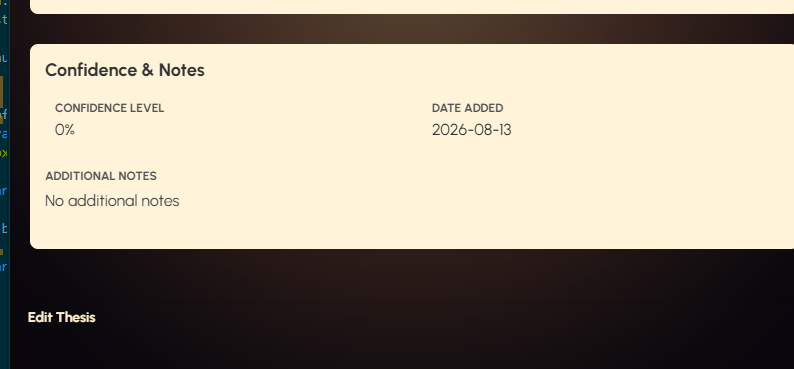 Confidence & Notes
CONFIDENCE LEVEL
DATE ADDED
0%
2026-08-13
ADDITIONAL NOTES
No additional notes
Edit Thesis